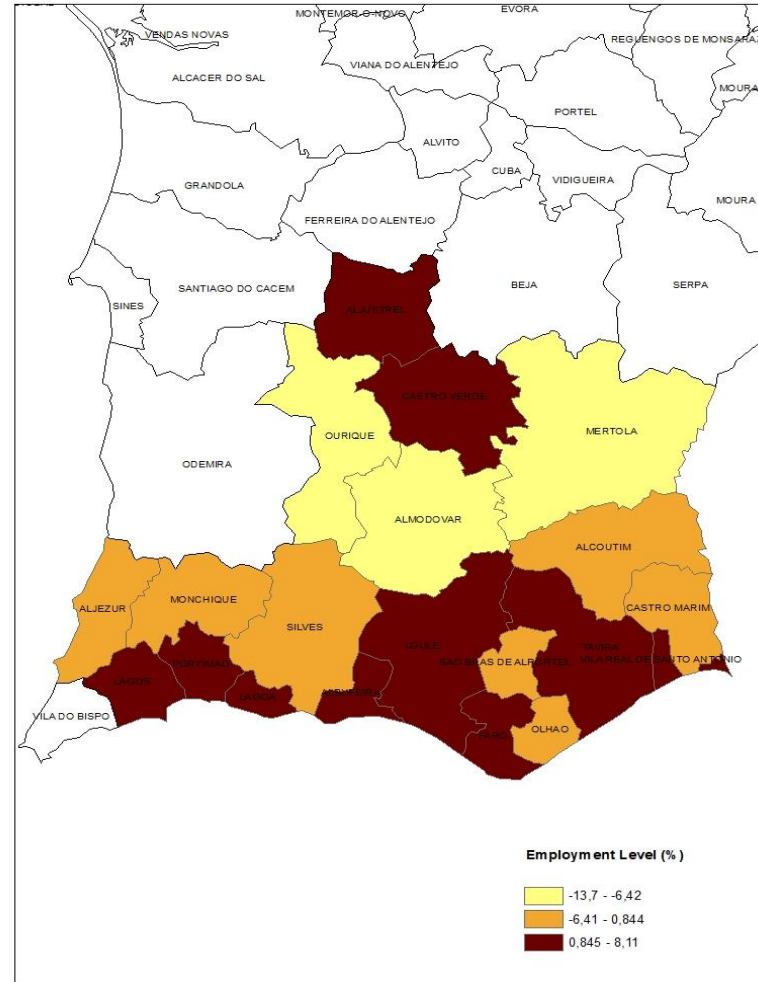 MONTEMOR-O-NOVO
EVORA
VENDAS NOVAS
REGUENGOS DE MONSARAZ
VIANA DO ALENTEJO
ALCACER DO SAL
MOURA
PORTEL
ALVITO
CUBA
VIDIGUEIRA
GRANDOLA
MOURA
FERREIRA DO ALENTEJO
SANTIAGO DO CACEM
BEJA
SERPA
SINES
ALJUSTREL
CASTRO VERDE
MERTOLA
OURIQUE
ODEMIRA
ALMODOVAR
ALCOUTIM
MONCHIQUE
ALJEZUR
CASTRO MARIM
SILVES
LOULE
TAVIRA
SAO BRAS DE ALPORTEL
VILA REAL DE SANTO ANTONIO
PORTIMAO
LAGOS
LAGOA
ALBUFEIRA
VILA DO BISPO
OLHAO
FARO
Employment Level (%)
-13,7 - -6,42
-6,41 - 0,844
0,845 - 8,11